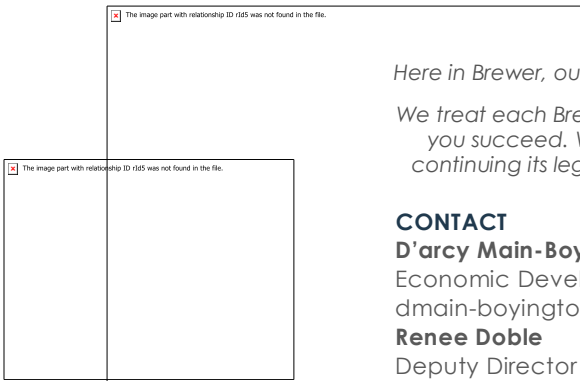 The image part with relationship ID rId5 was not found in the file.
Here in Brewer, ou
We treat each Bre
you succeed. V
continuing its leg
The image part with relationship ID rId5 was not found in the file.
CONTACT
D’arcy Main-Boy
Economic Devel
dmain-boyingto
Renee Doble
Deputy Director